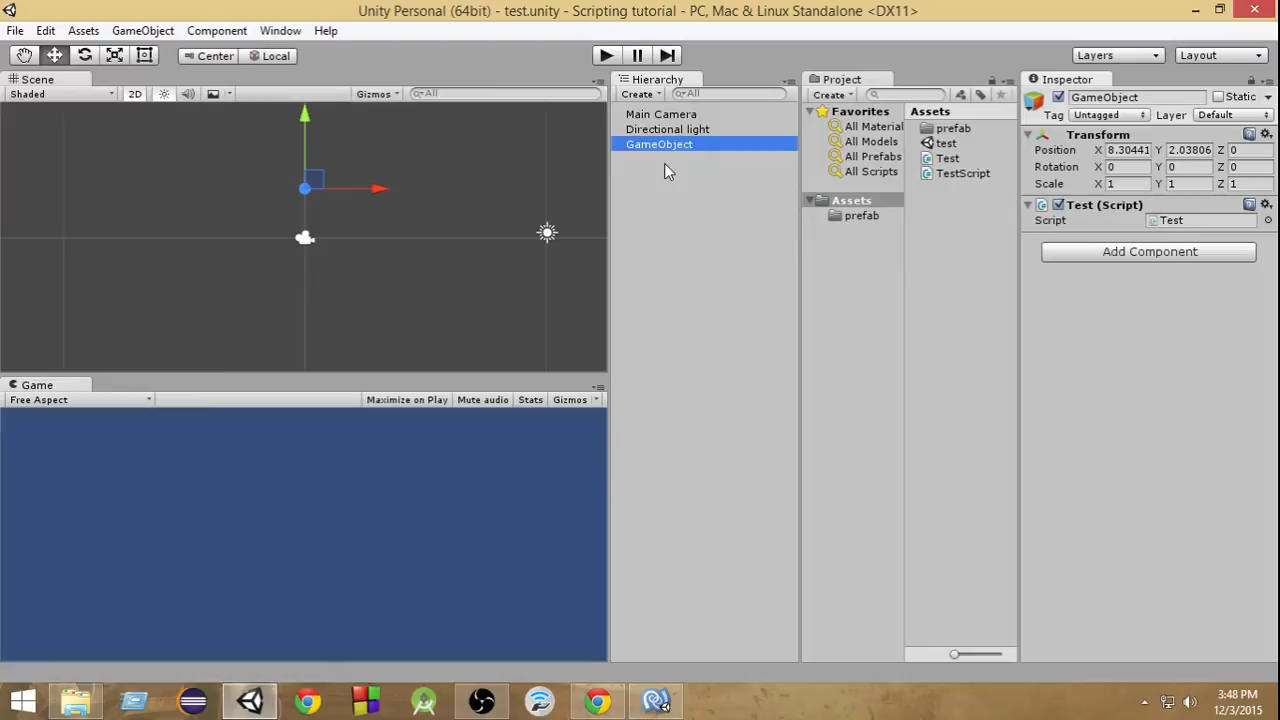 Unity Personal (64bit) - test.unity - Scripting tutorial - PC, Mac & Linux Standalone <DX11>
File Edit Assets GameObject Component Window Help
Center Local Layers Layout
Scene
Shaded 2D Gizmos All
Hierarchy
Create All
Main Camera
Directional light
GameObject
Project
Create
Favorites
All Material
All Models
All Prefabs
All Scripts
Assets
prefab
Assets
prefab
test
Test
TestScript
Inspector
GameObject Static
Tag Untagged Layer Default
Transform
Position X 8.30441 Y 2.03806 Z 0
Rotation X 0 Y 0 Z 0
Scale X 1 Y 1 Z 1
Test (Script)
Script Test
Add Component
Game
Free Aspect Maximize on Play Mute audio Stats Gizmos
3:48 PM
12/3/2015